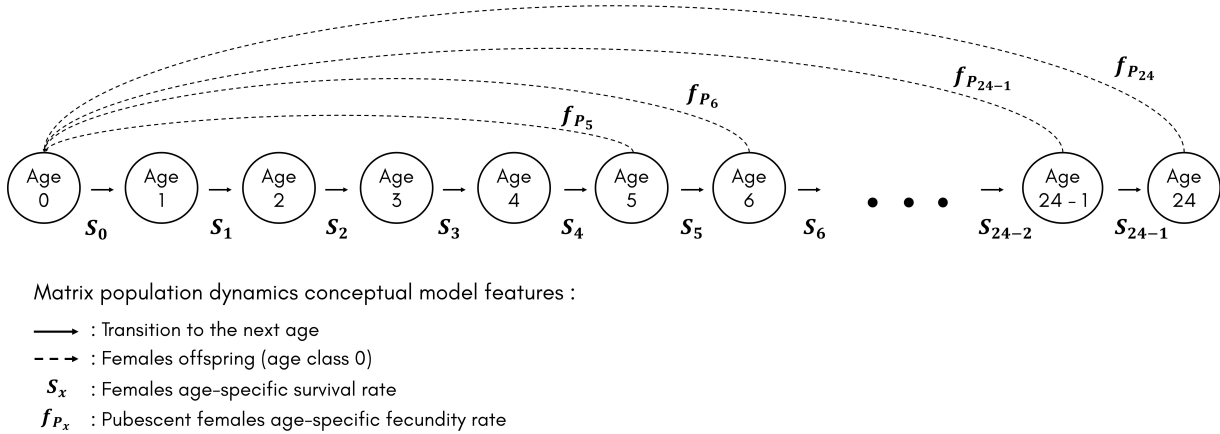 f_{P_{24}}
f_{P_{24-1}}
f_{P_6}
f_{P_5}
Age 0
Age 1
Age 2
Age 3
Age 4
Age 5
Age 6
Age 24 - 1
Age 24
S_0
S_1
S_2
S_3
S_4
S_5
S_6
S_{24-2}
S_{24-1}
Matrix population dynamics conceptual model features :
: Transition to the next age
: Females offspring (age class 0)
S_x : Females age-specific survival rate
f_{P_x} : Pubescent females age-specific fecundity rate